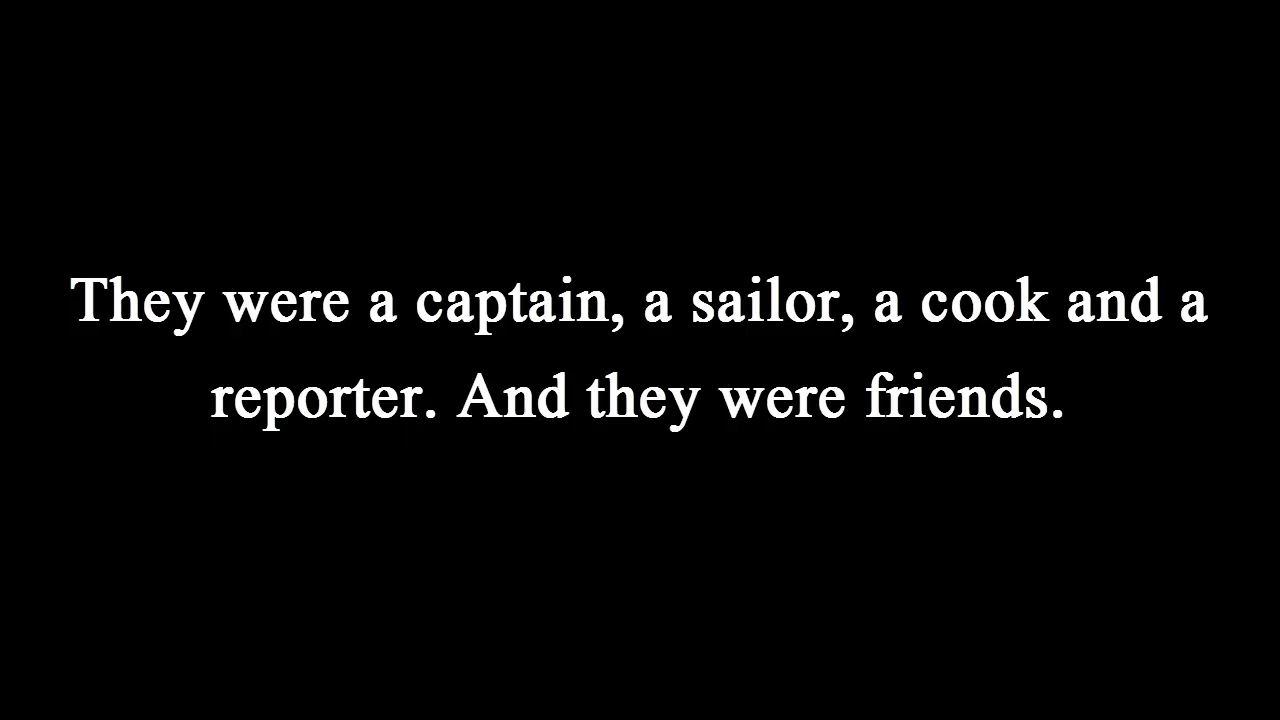 They were a captain, a sailor, a cook and a
reporter. And they were friends.